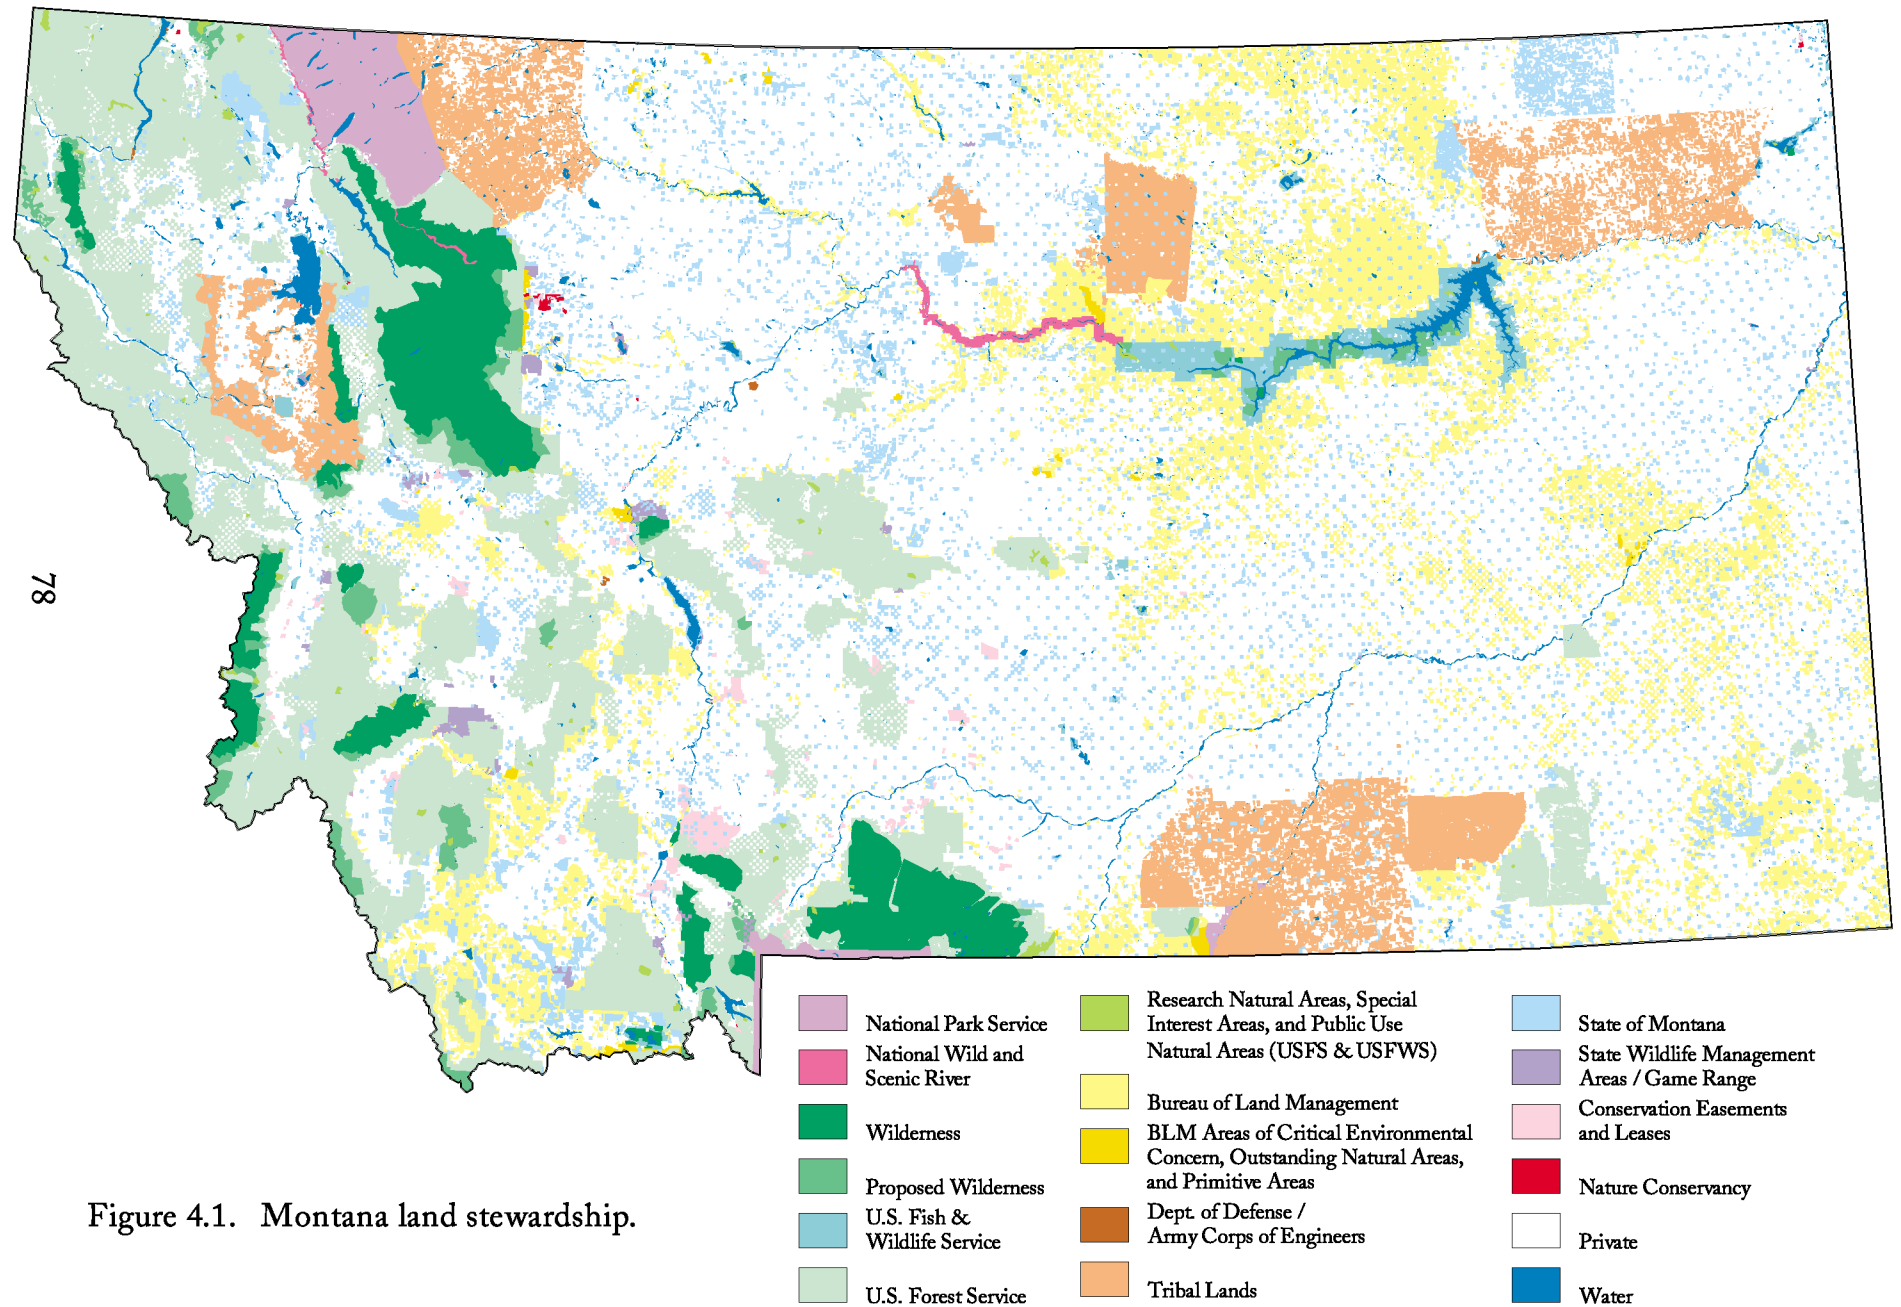 78
National Park Service
National Wild and
Scenic River
Wilderness
Proposed Wilderness
U.S. Fish &
Wildlife Service
U.S. Forest Service
Research Natural Areas, Special
Interest Areas, and Public Use
Natural Areas (USFS & USFWS)
Bureau of Land Management
BLM Areas of Critical Environmental
Concern, Outstanding Natural Areas,
and Primitive Areas
Dept. of Defense /
Army Corps of Engineers
Tribal Lands
State of Montana
State Wildlife Management
Areas / Game Range
Conservation Easements
and Leases
Nature Conservancy
Private
Water
Figure 4.1. Montana land stewardship.